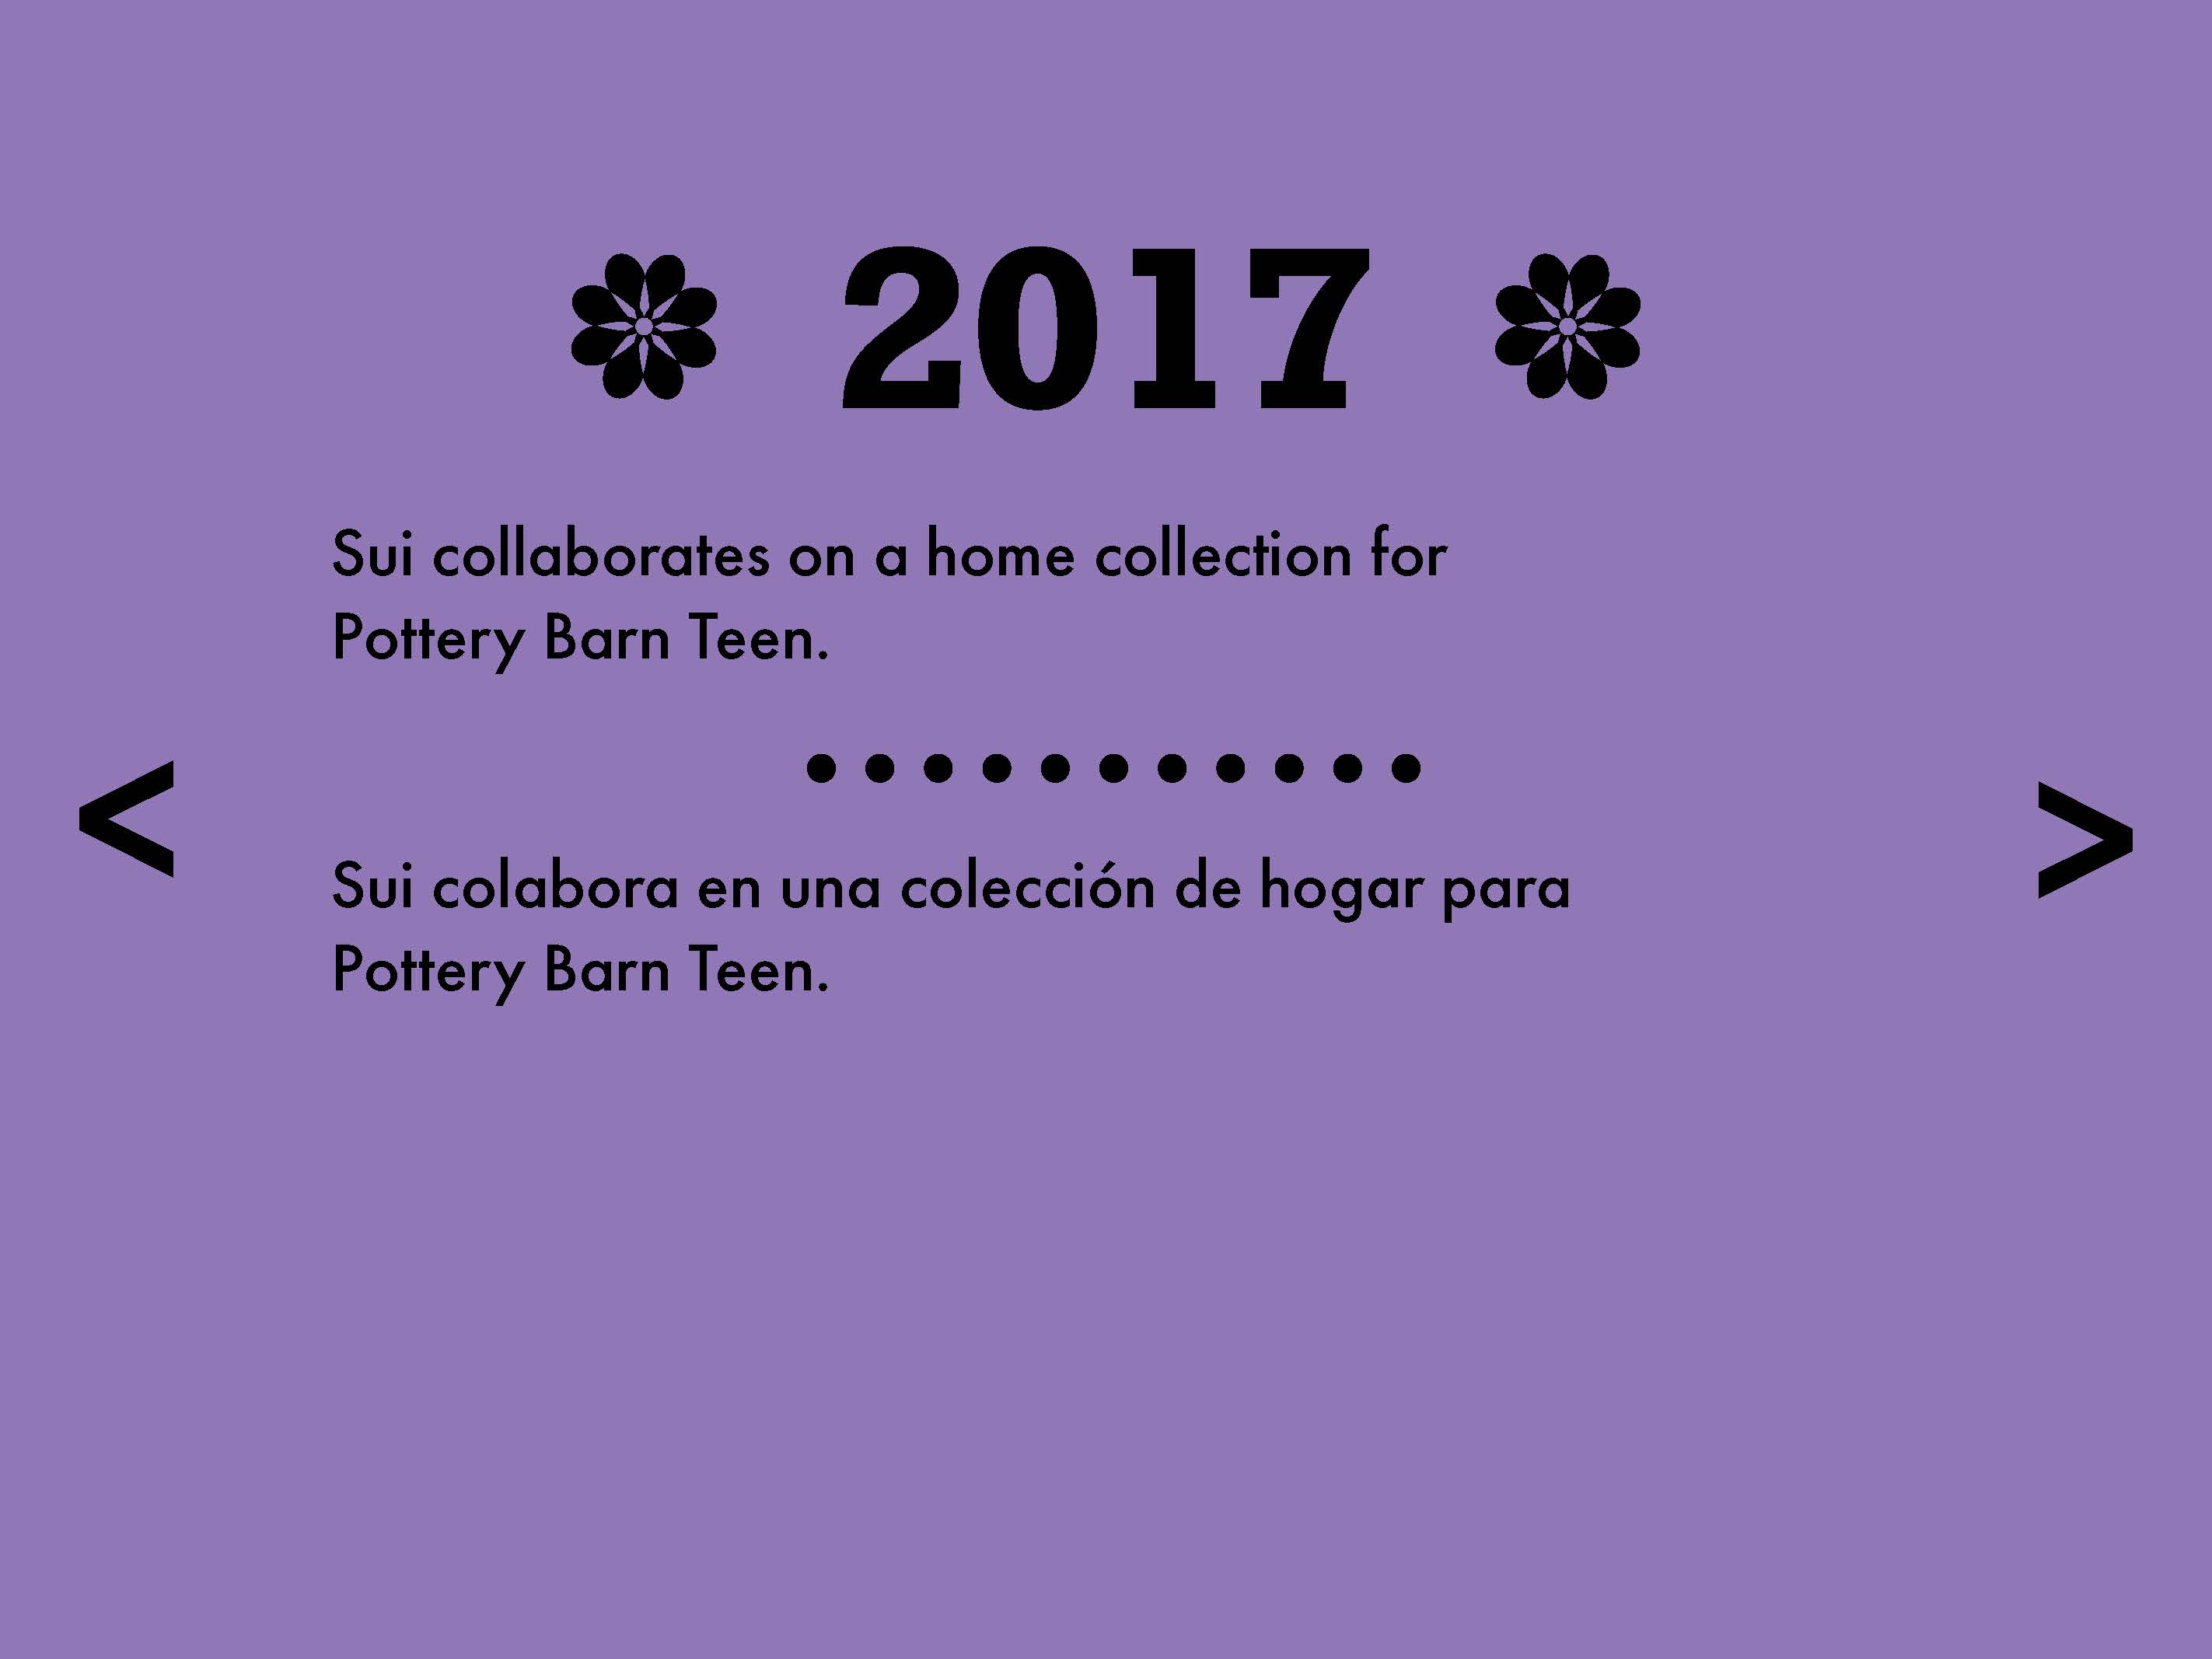 2017
Sui collaborates on a home collection for
Pottery Barn Teen.
< >
Sui colabora en una colección de hogar para
Pottery Barn Teen.